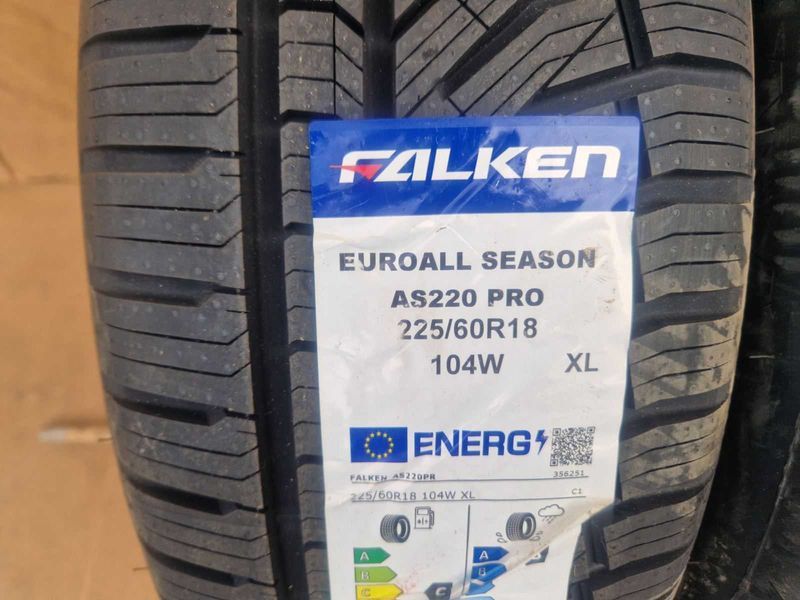 FALKEN
EUROALL SEASON
AS220 PRO
225/60R18
104W XL
ENERG
FALKEN AS220PR 356251
225/60R18 104W XL C1
A A
B B
C C